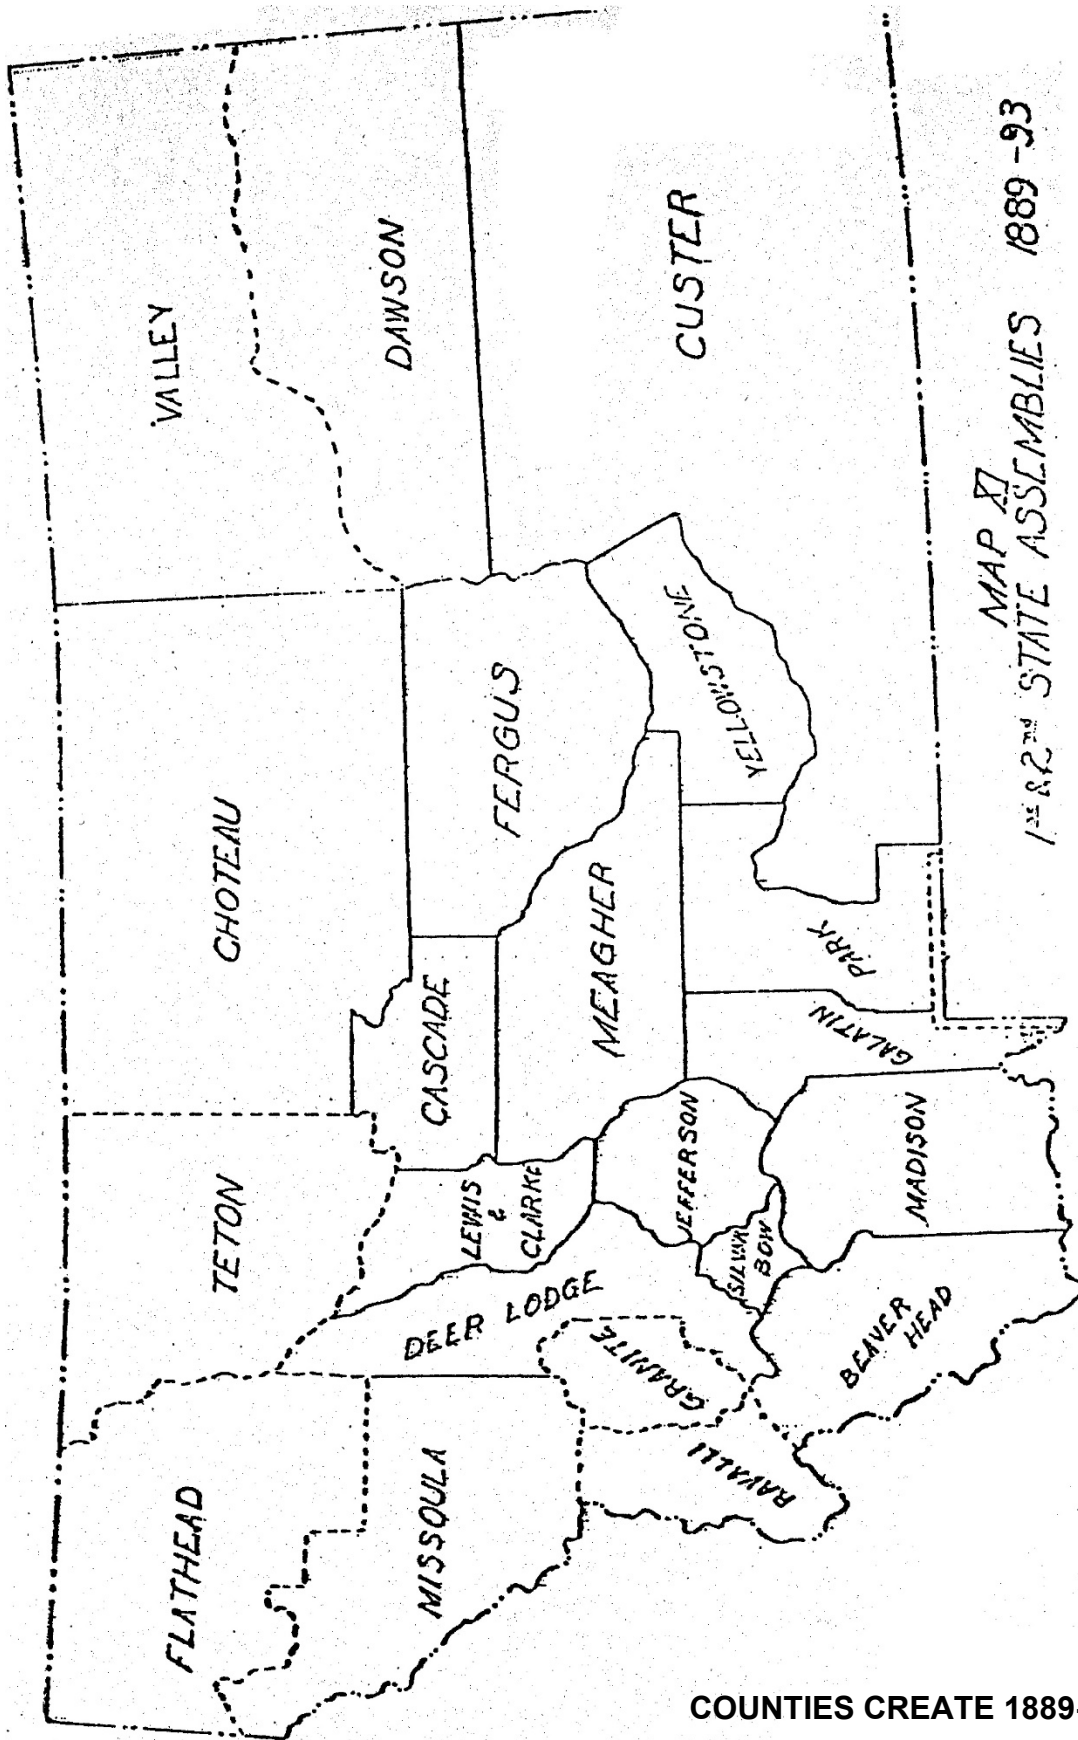 VALLEY
DAWSON
CUSTER
CHOTEAU
FERGUS
YELLOWSTONE
CASCADE
MEAGHER
PARK
GALATIN
TETON
LEWIS
&
CLARKE
JEFFERSON
MADISON
SILVER
BOW
DEER LODGE
GRANITE
BEAVER
HEAD
FLATHEAD
MISSOULA
RAVALLI
MAP XI
1st & 2nd STATE ASSEMBLIES 1889-93
COUNTIES CREATE 1889-